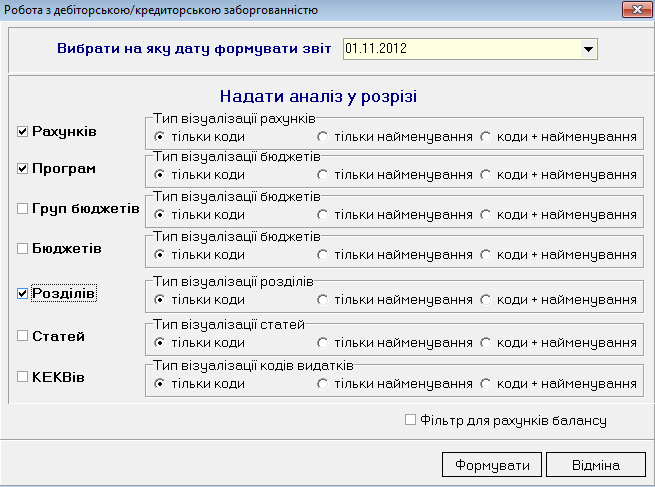 Робота з дебіторською/кредиторською заборгованністю
Вибрати на яку дату формувати звіт 01.11.2012
Надати аналіз у розрізі
Тип візуалізації рахунків
Рахунків тільки коди тільки найменування коди + найменування
Тип візуалізації бюджетів
Програм тільки коди тільки найменування коди + найменування
Тип візуалізації бюджетів
Груп бюджетів тільки коди тільки найменування коди + найменування
Тип візуалізації бюджетів
Бюджетів тільки коди тільки найменування коди + найменування
Тип візуалізації розділів
Розділів тільки коди тільки найменування коди + найменування
Тип візуалізації статей
Статей тільки коди тільки найменування коди + найменування
Тип візуалізації кодів видатків
КЕКВів тільки коди тільки найменування коди + найменування
Фільтр для рахунків балансу
Формувати Відміна